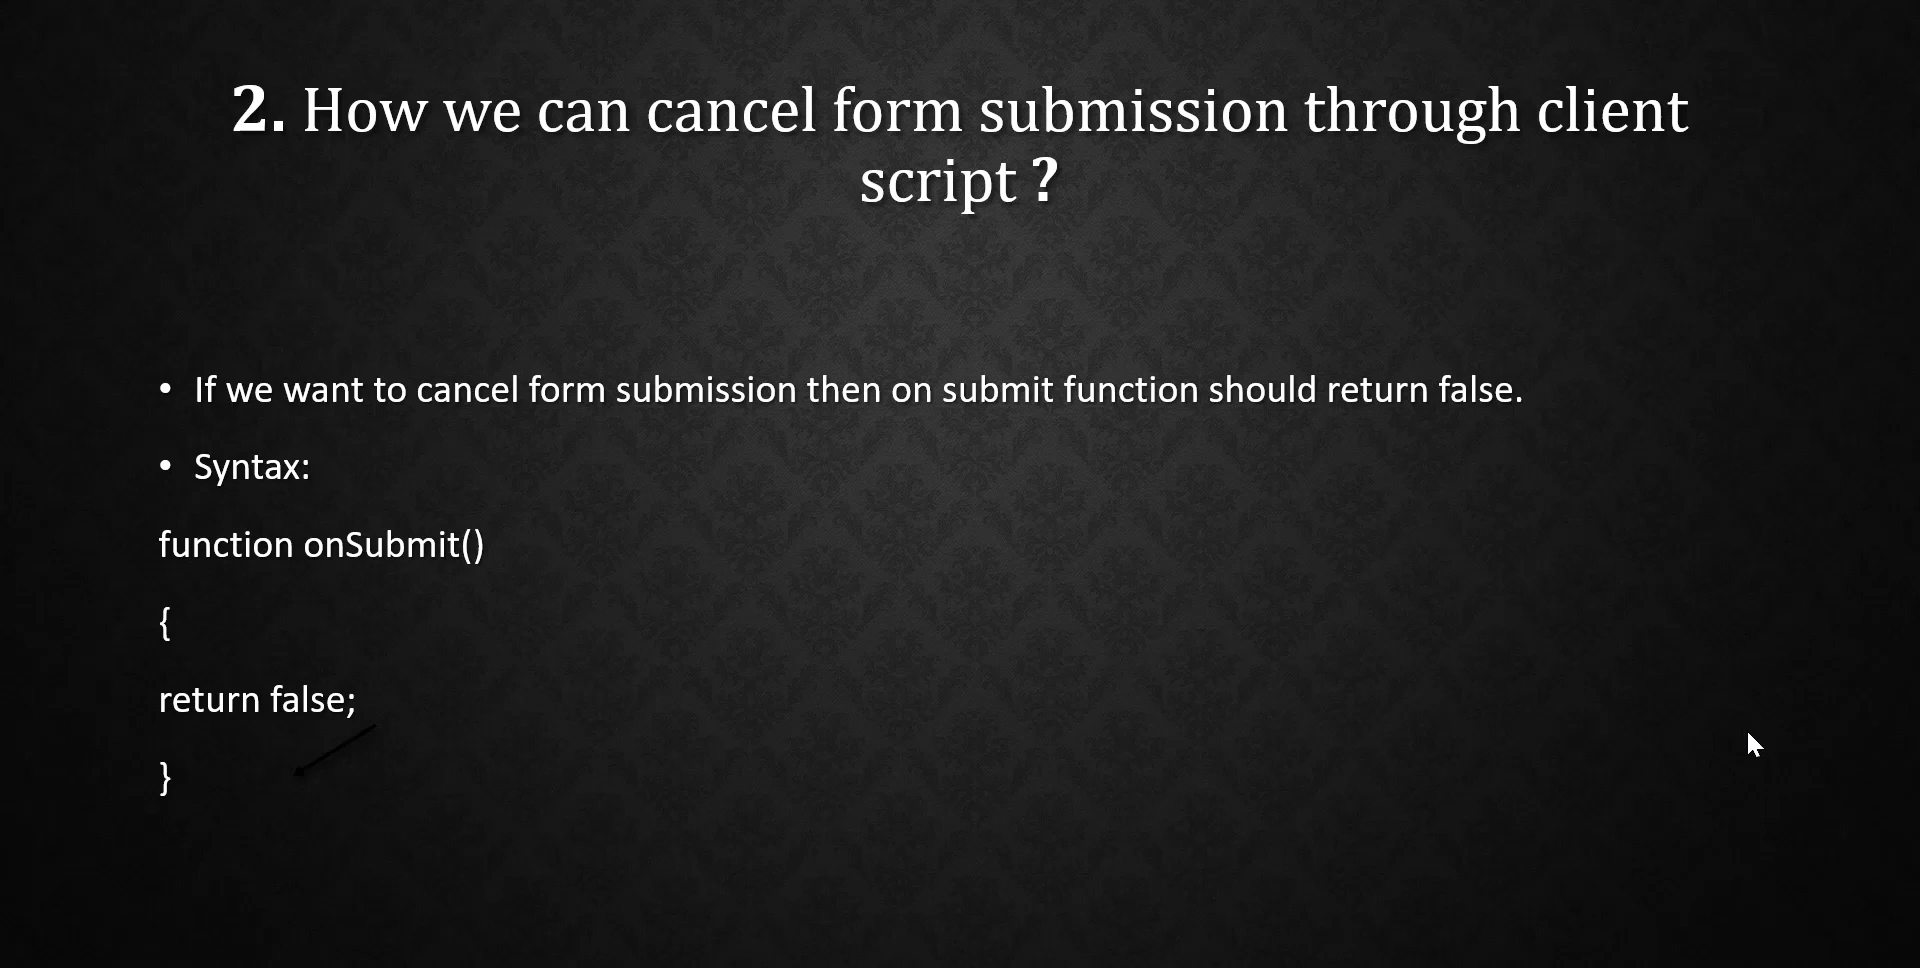 2. How we can cancel form submission through client
script ?
• If we want to cancel form submission then on submit function should return false.
• Syntax:
function onSubmit()
{
return false;
}